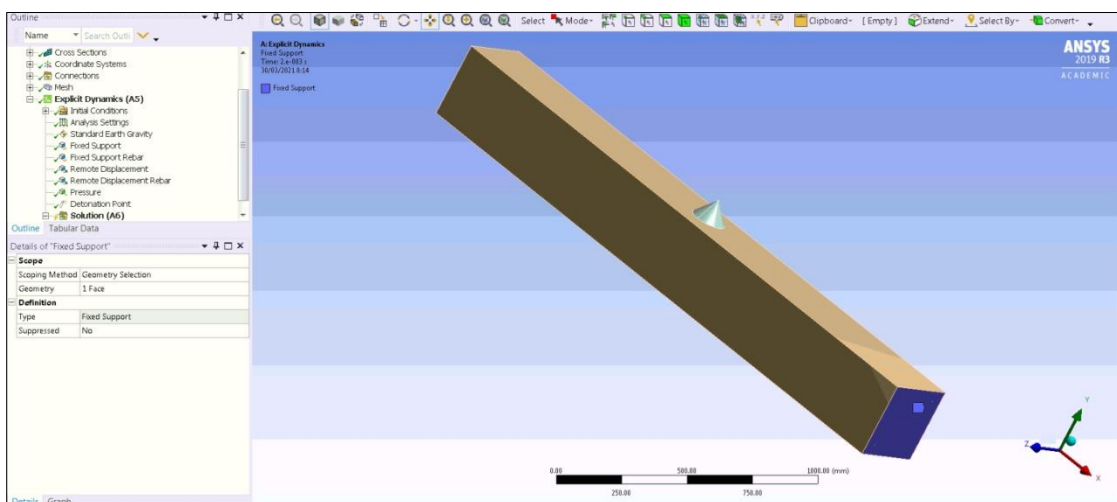 Outline
Select Mode- Clipboard- [ Empty ] Extend- Select By- Convert-
Name Search Outli
Cross Sections
Coordinate Systems
Connections
Mesh
Explicit Dynamics (A5)
Initial Conditions
Analysis Settings
Standard Earth Gravity
Fixed Support
Fixed Support Rebar
Remote Displacement
Remote Displacement Rebar
Pressure
Detonation Point
Solution (A6)
Outline Tabular Data
Details of "Fixed Support"
Scope
Scoping Method Geometry Selection
Geometry 1 Face
Definition
Type Fixed Support
Suppressed No
Details Graph
A: Explicit Dynamics
Fixed Support
Time: 2.e-003 s
30/03/2021 8:14
Fixed Support
ANSYS
2019 R3
ACADEMIC
0.00 500.00 1000.00 (mm)
250.00 750.00
Y
Z
X